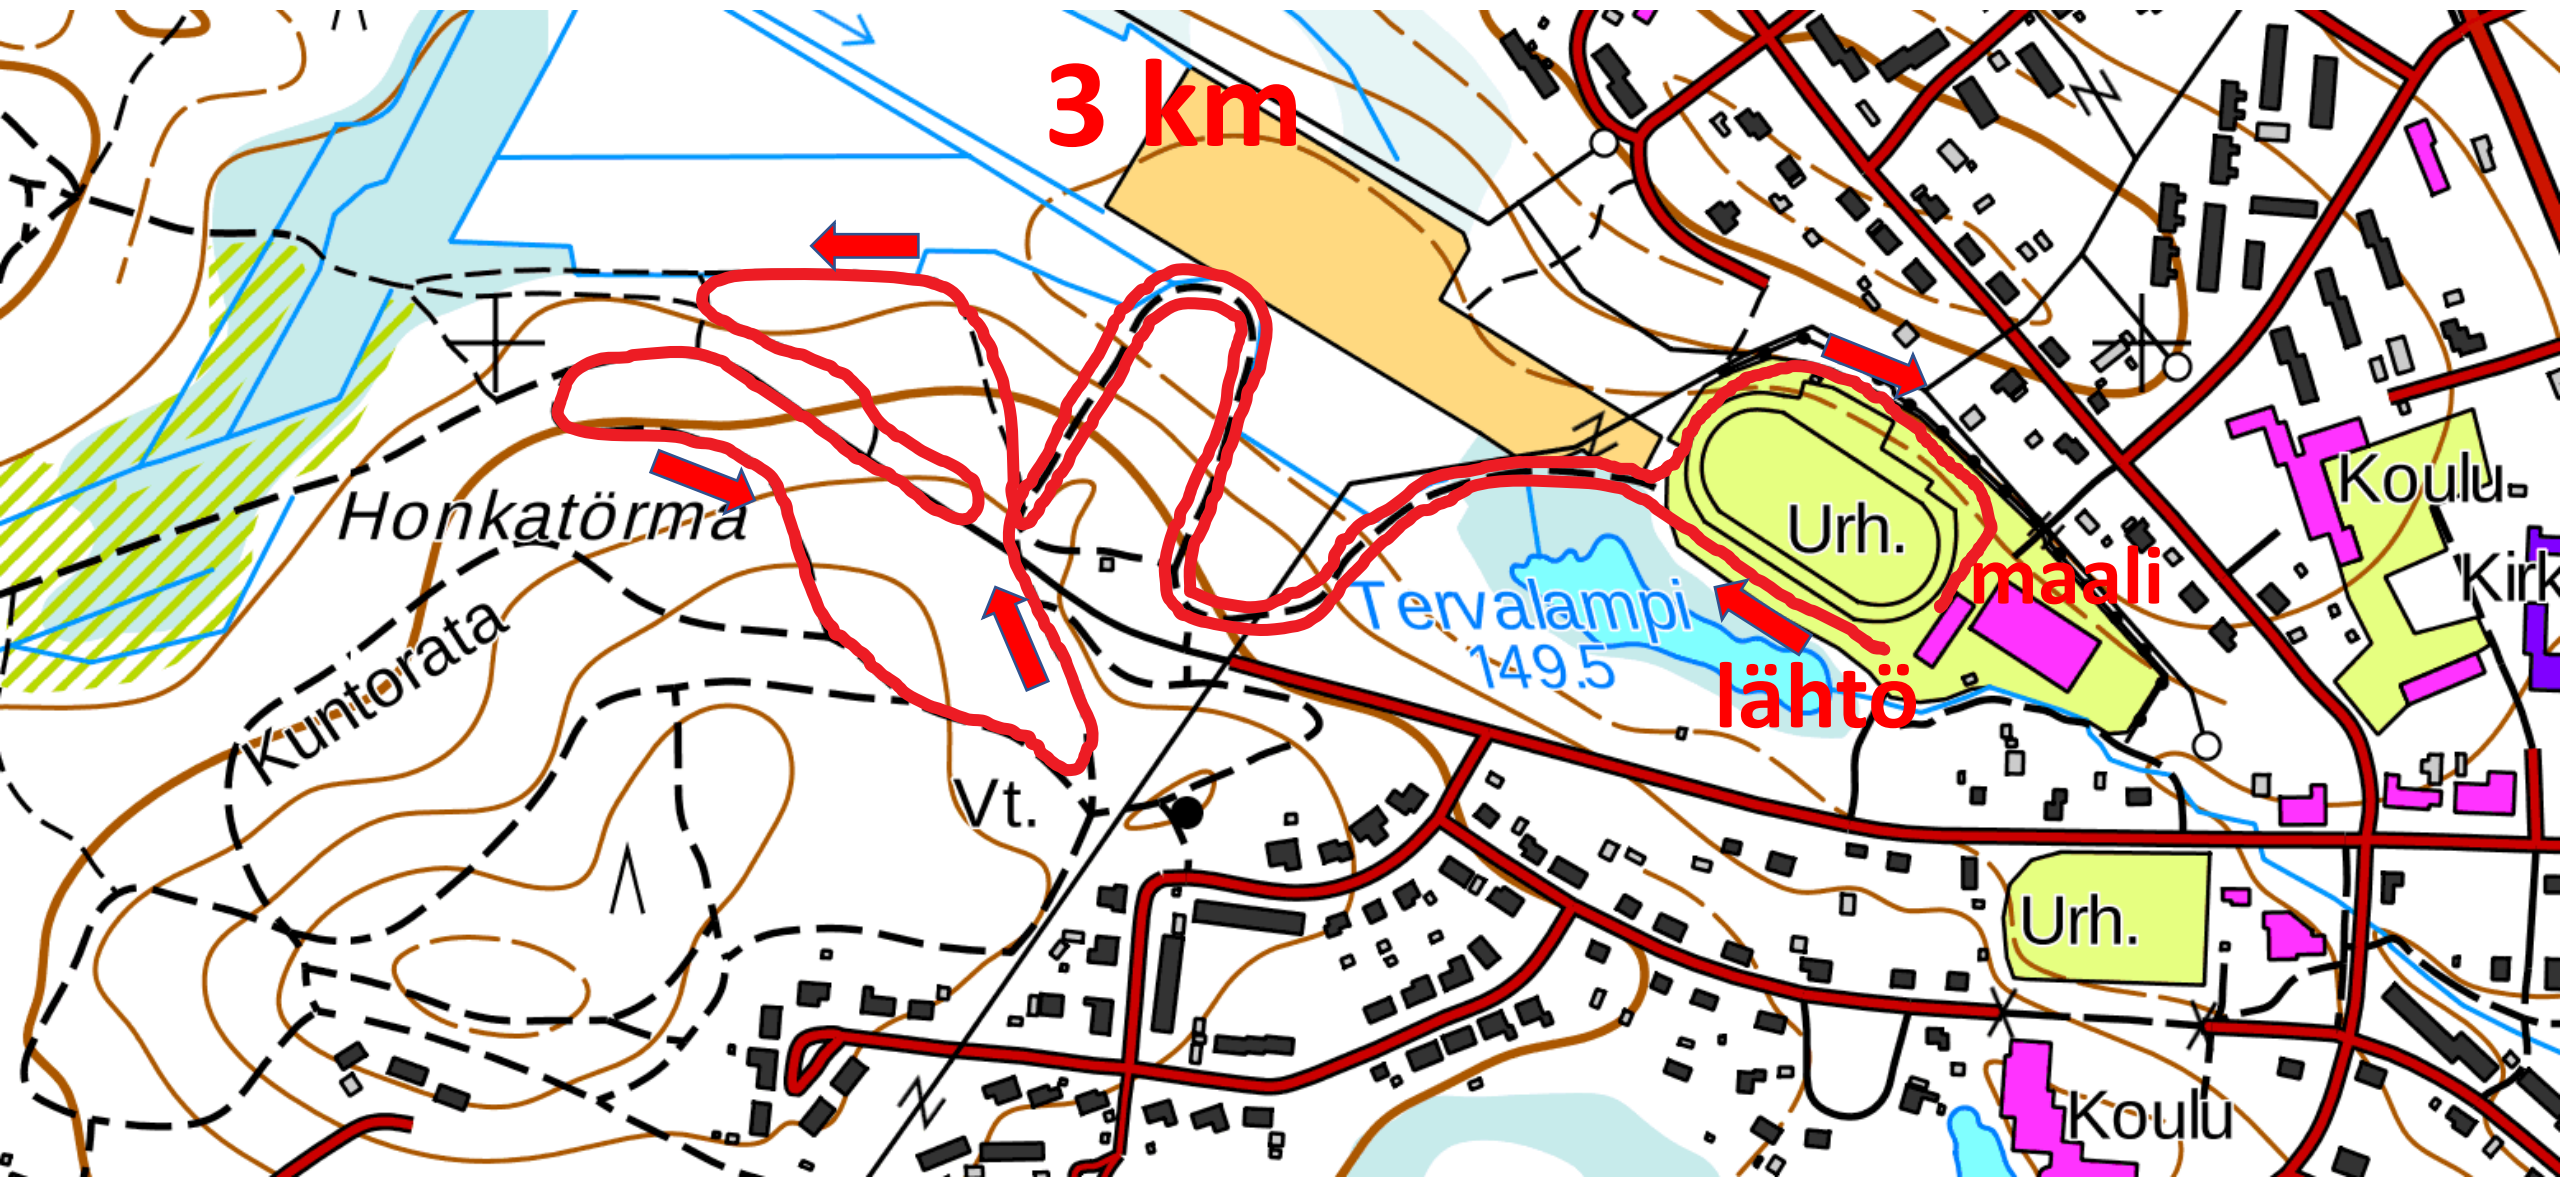 3 km
Koulu-
Honkatörmä
Urh.
maali
Kirk
Tervalampi
149.5
Kuntorata
lähtö
Vt.
Urh.
Koulu